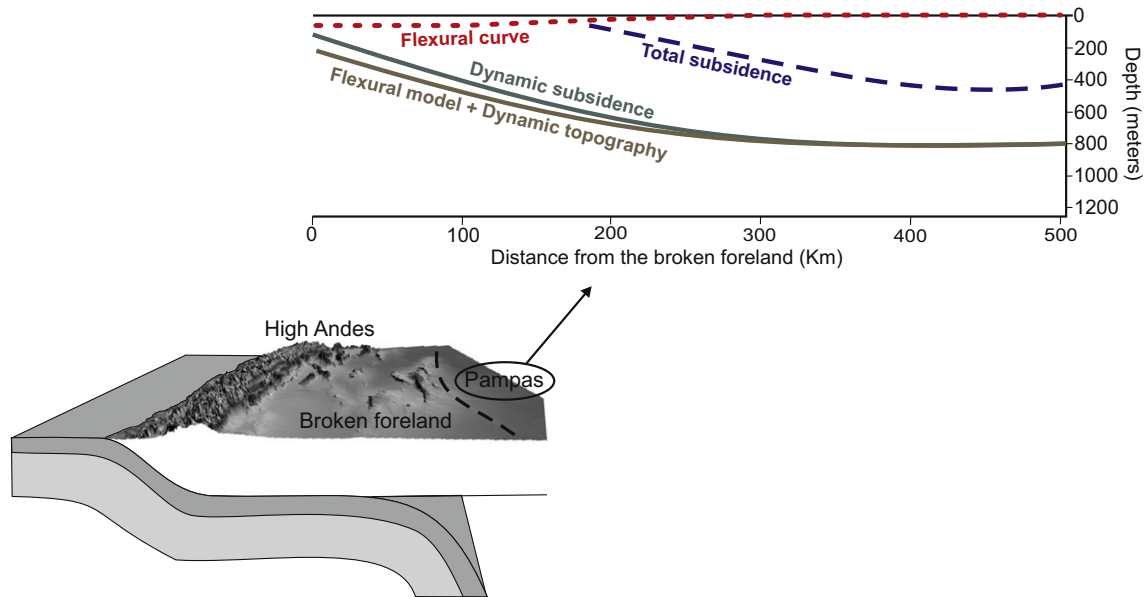 0
200
400
600
800
1000
1200
Depth (meters)
Flexural curve
Total subsidence
Dynamic subsidence
Flexural model + Dynamic topography
0
100
200
300
400
500
Distance from the broken foreland (Km)
High Andes
Pampas
Broken foreland